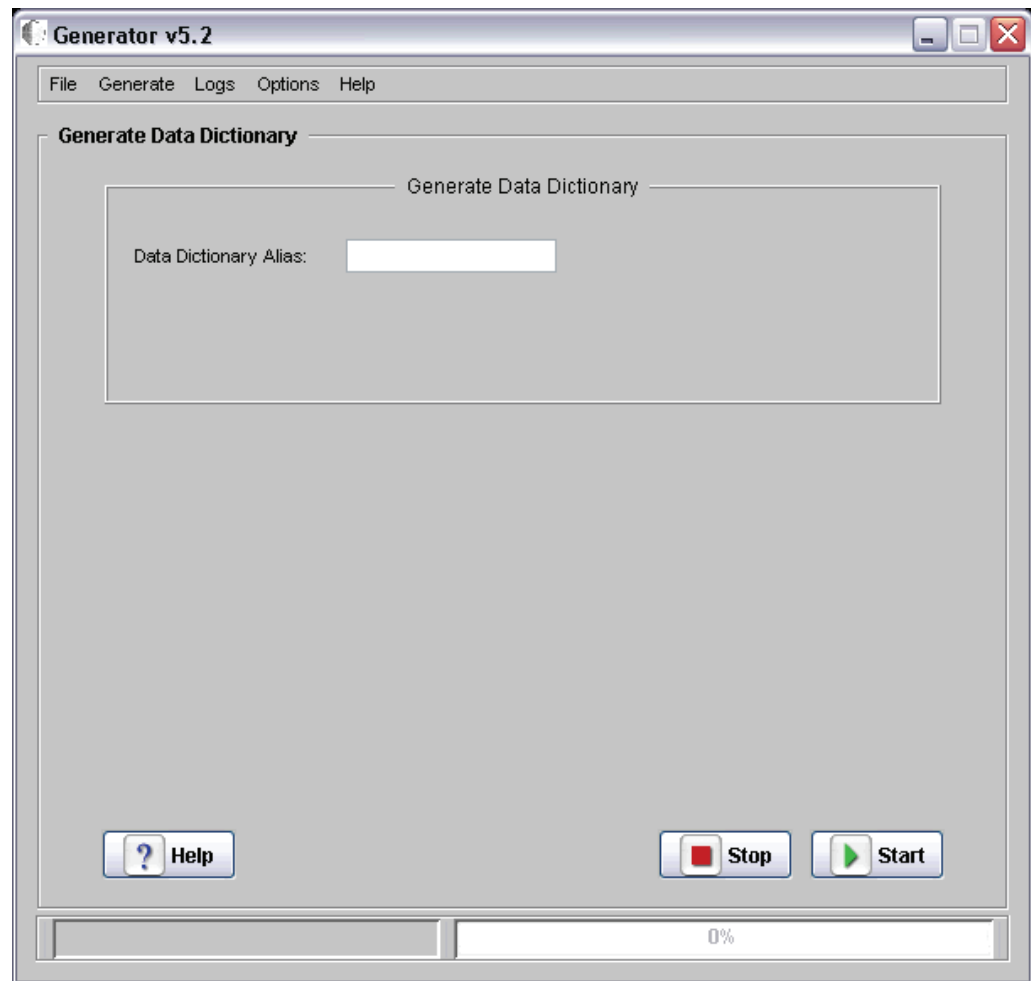 Generator v5.2
File Generate Logs Options Help
Generate Data Dictionary
Generate Data Dictionary
Data Dictionary Alias:
? Help
Stop
Start
0%